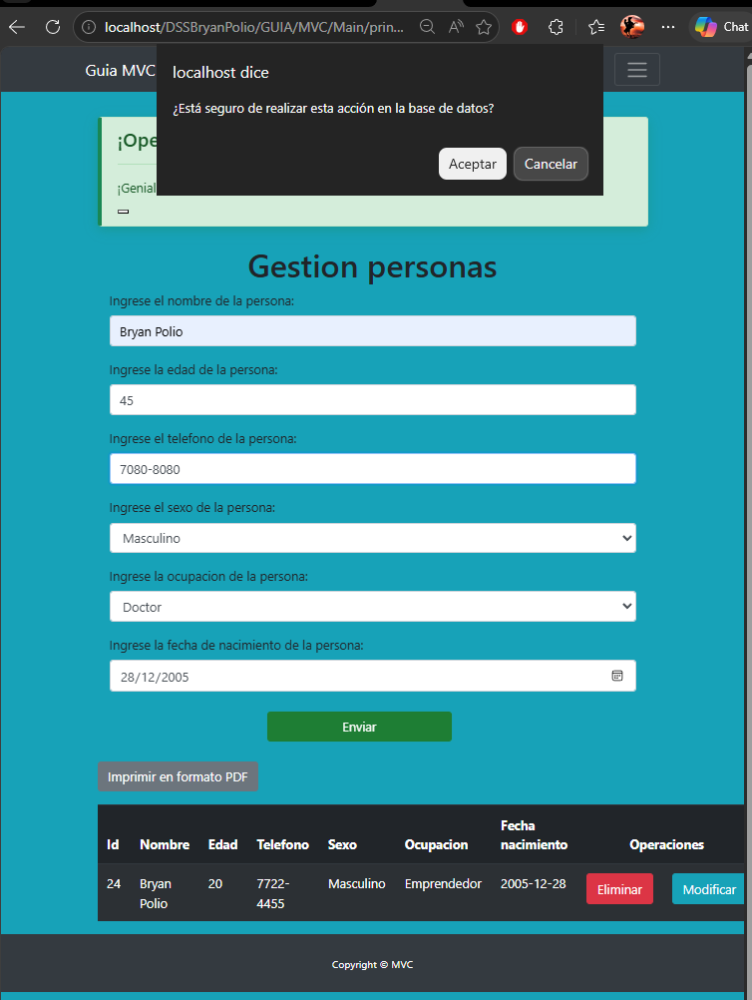 localhost/DSSBryanPolio/GUIA/MVC/Main/prin...
Chat
Guia MVC
localhost dice
¿Está seguro de realizar esta acción en la base de datos?
Aceptar Cancelar
¡Ope
¡Genial
Gestion personas
Ingrese el nombre de la persona:
Bryan Polio
Ingrese la edad de la persona:
45
Ingrese el telefono de la persona:
7080-8080
Ingrese el sexo de la persona:
Masculino
Ingrese la ocupacion de la persona:
Doctor
Ingrese la fecha de nacimiento de la persona:
28/12/2005
Enviar
Imprimir en formato PDF
Id Nombre Edad Telefono Sexo Ocupacion Fecha nacimiento Operaciones
24 Bryan Polio 20 7722-4455 Masculino Emprendedor 2005-12-28 Eliminar Modificar
Copyright © MVC